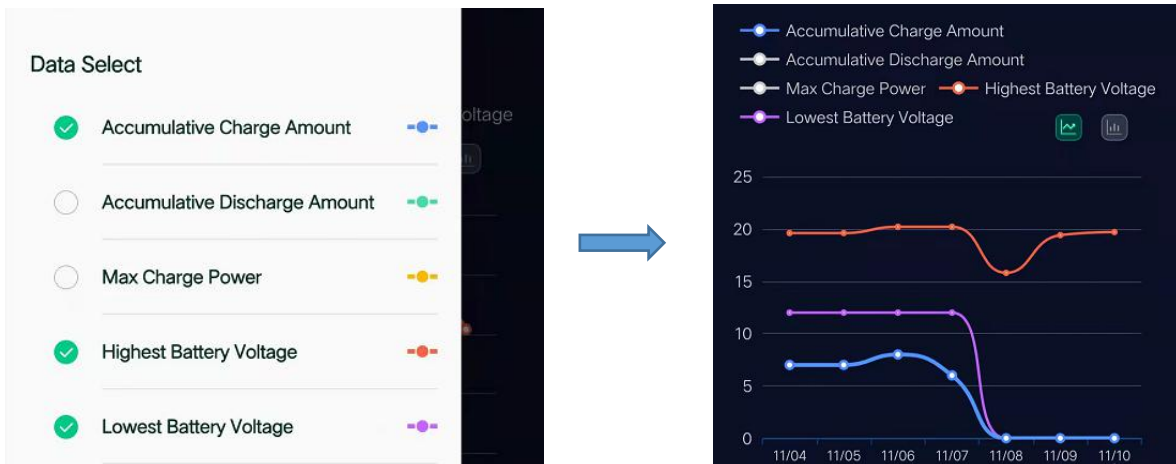 Data Select
Accumulative Charge Amount
Accumulative Discharge Amount
Max Charge Power
Highest Battery Voltage
Lowest Battery Voltage
oltage
Accumulative Charge Amount
Accumulative Discharge Amount
Max Charge Power Highest Battery Voltage
Lowest Battery Voltage
25
20
15
10
5
0
11/04 11/05 11/06 11/07 11/08 11/09 11/10